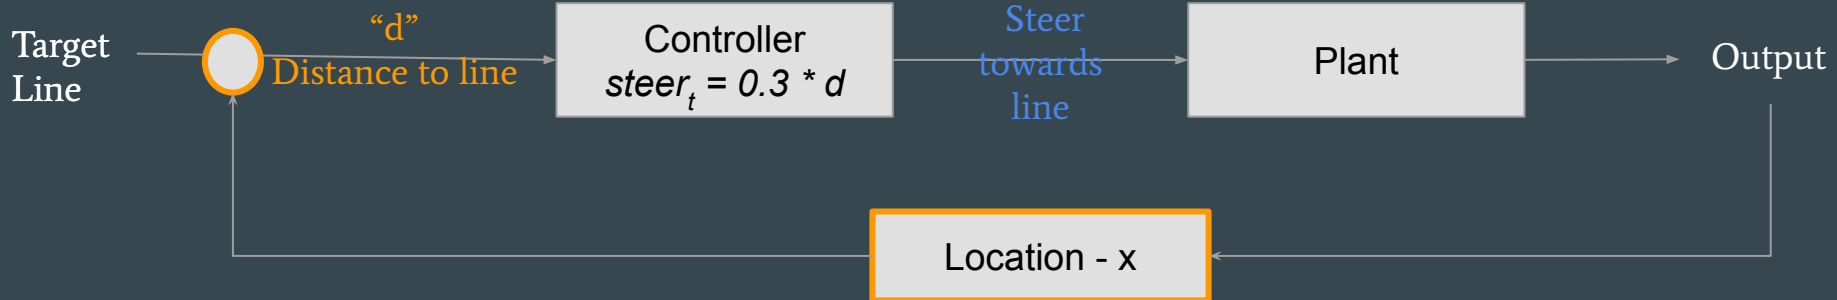 Target
Line
“d”
Distance to line
Controller
steer_t = 0.3 * d
Steer
towards
line
Plant
Output
Location - x